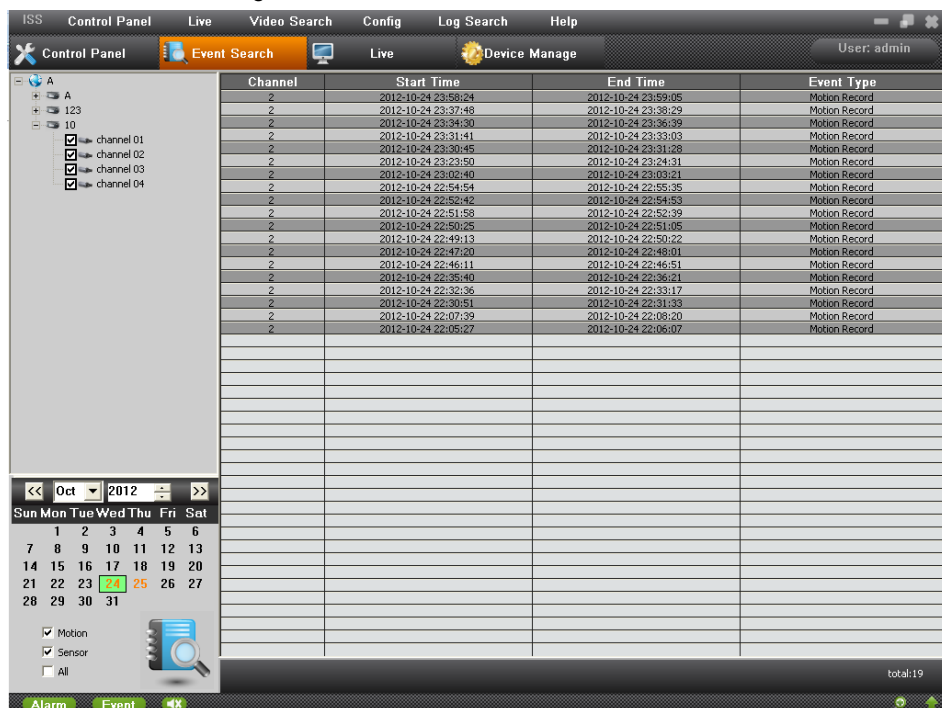 ISS Control Panel Live Video Search Config Log Search Help
Control Panel Event Search Live Device Manage User: admin
A
A
123
10
channel 01
channel 02
channel 03
channel 04
Channel Start Time End Time Event Type
2 2012-10-24 23:58:24 2012-10-24 23:59:05 Motion Record
2 2012-10-24 23:37:48 2012-10-24 23:38:29 Motion Record
2 2012-10-24 23:34:30 2012-10-24 23:36:39 Motion Record
2 2012-10-24 23:31:41 2012-10-24 23:33:03 Motion Record
2 2012-10-24 23:30:45 2012-10-24 23:31:28 Motion Record
2 2012-10-24 23:23:50 2012-10-24 23:24:31 Motion Record
2 2012-10-24 23:02:40 2012-10-24 23:03:21 Motion Record
2 2012-10-24 22:54:54 2012-10-24 22:55:35 Motion Record
2 2012-10-24 22:52:42 2012-10-24 22:54:53 Motion Record
2 2012-10-24 22:51:58 2012-10-24 22:52:39 Motion Record
2 2012-10-24 22:50:25 2012-10-24 22:51:05 Motion Record
2 2012-10-24 22:49:13 2012-10-24 22:50:22 Motion Record
2 2012-10-24 22:47:20 2012-10-24 22:48:01 Motion Record
2 2012-10-24 22:46:11 2012-10-24 22:46:51 Motion Record
2 2012-10-24 22:35:40 2012-10-24 22:36:21 Motion Record
2 2012-10-24 22:32:36 2012-10-24 22:33:17 Motion Record
2 2012-10-24 22:30:51 2012-10-24 22:31:33 Motion Record
2 2012-10-24 22:07:39 2012-10-24 22:08:20 Motion Record
2 2012-10-24 22:05:27 2012-10-24 22:06:07 Motion Record
<< Oct 2012 >>
Sun Mon Tue Wed Thu Fri Sat
1 2 3 4 5 6
7 8 9 10 11 12 13
14 15 16 17 18 19 20
21 22 23 24 25 26 27
28 29 30 31
Motion
Sensor
All
total:19
Alarm Event